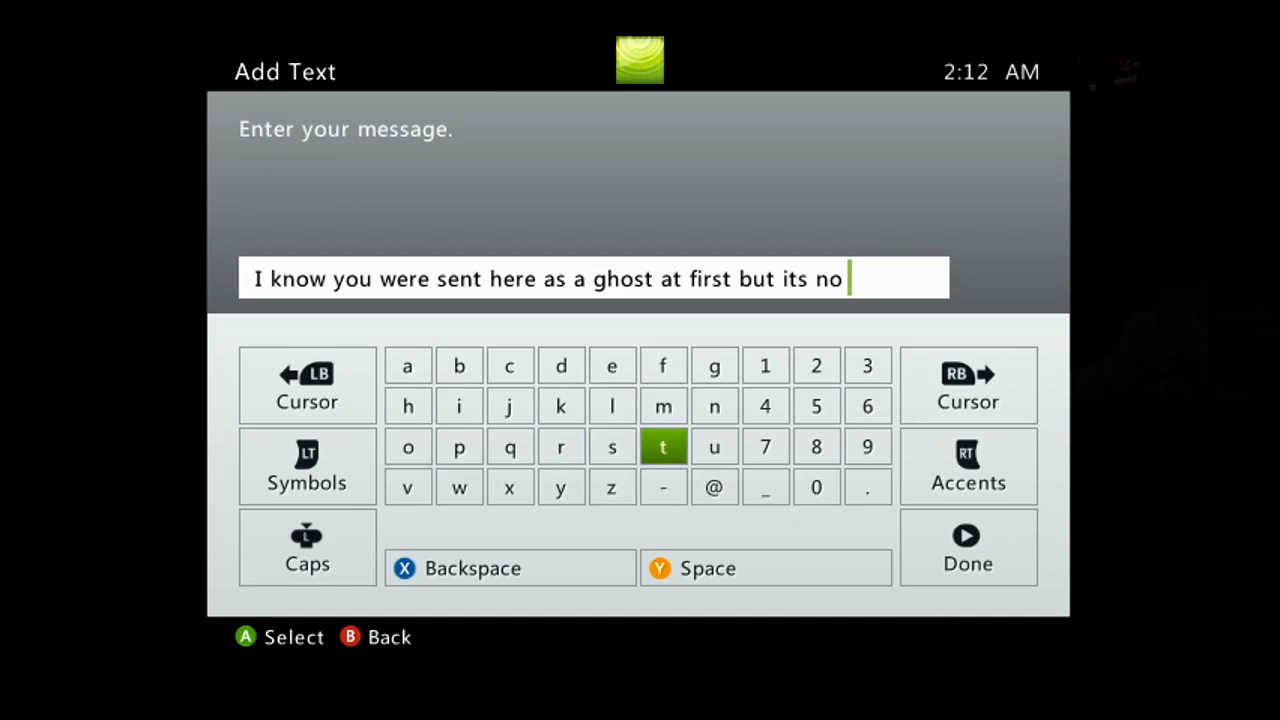 Add Text
2:12 AM
Enter your message.
I know you were sent here as a ghost at first but its no
LB
Cursor
a b c d e f g 1 2 3
RB
Cursor
h i j k l m n 4 5 6
LT
Symbols
o p q r s t u 7 8 9
RT
Accents
v w x y z - @ _ 0 .
L
Caps
X Backspace
Y Space
Done
A Select B Back